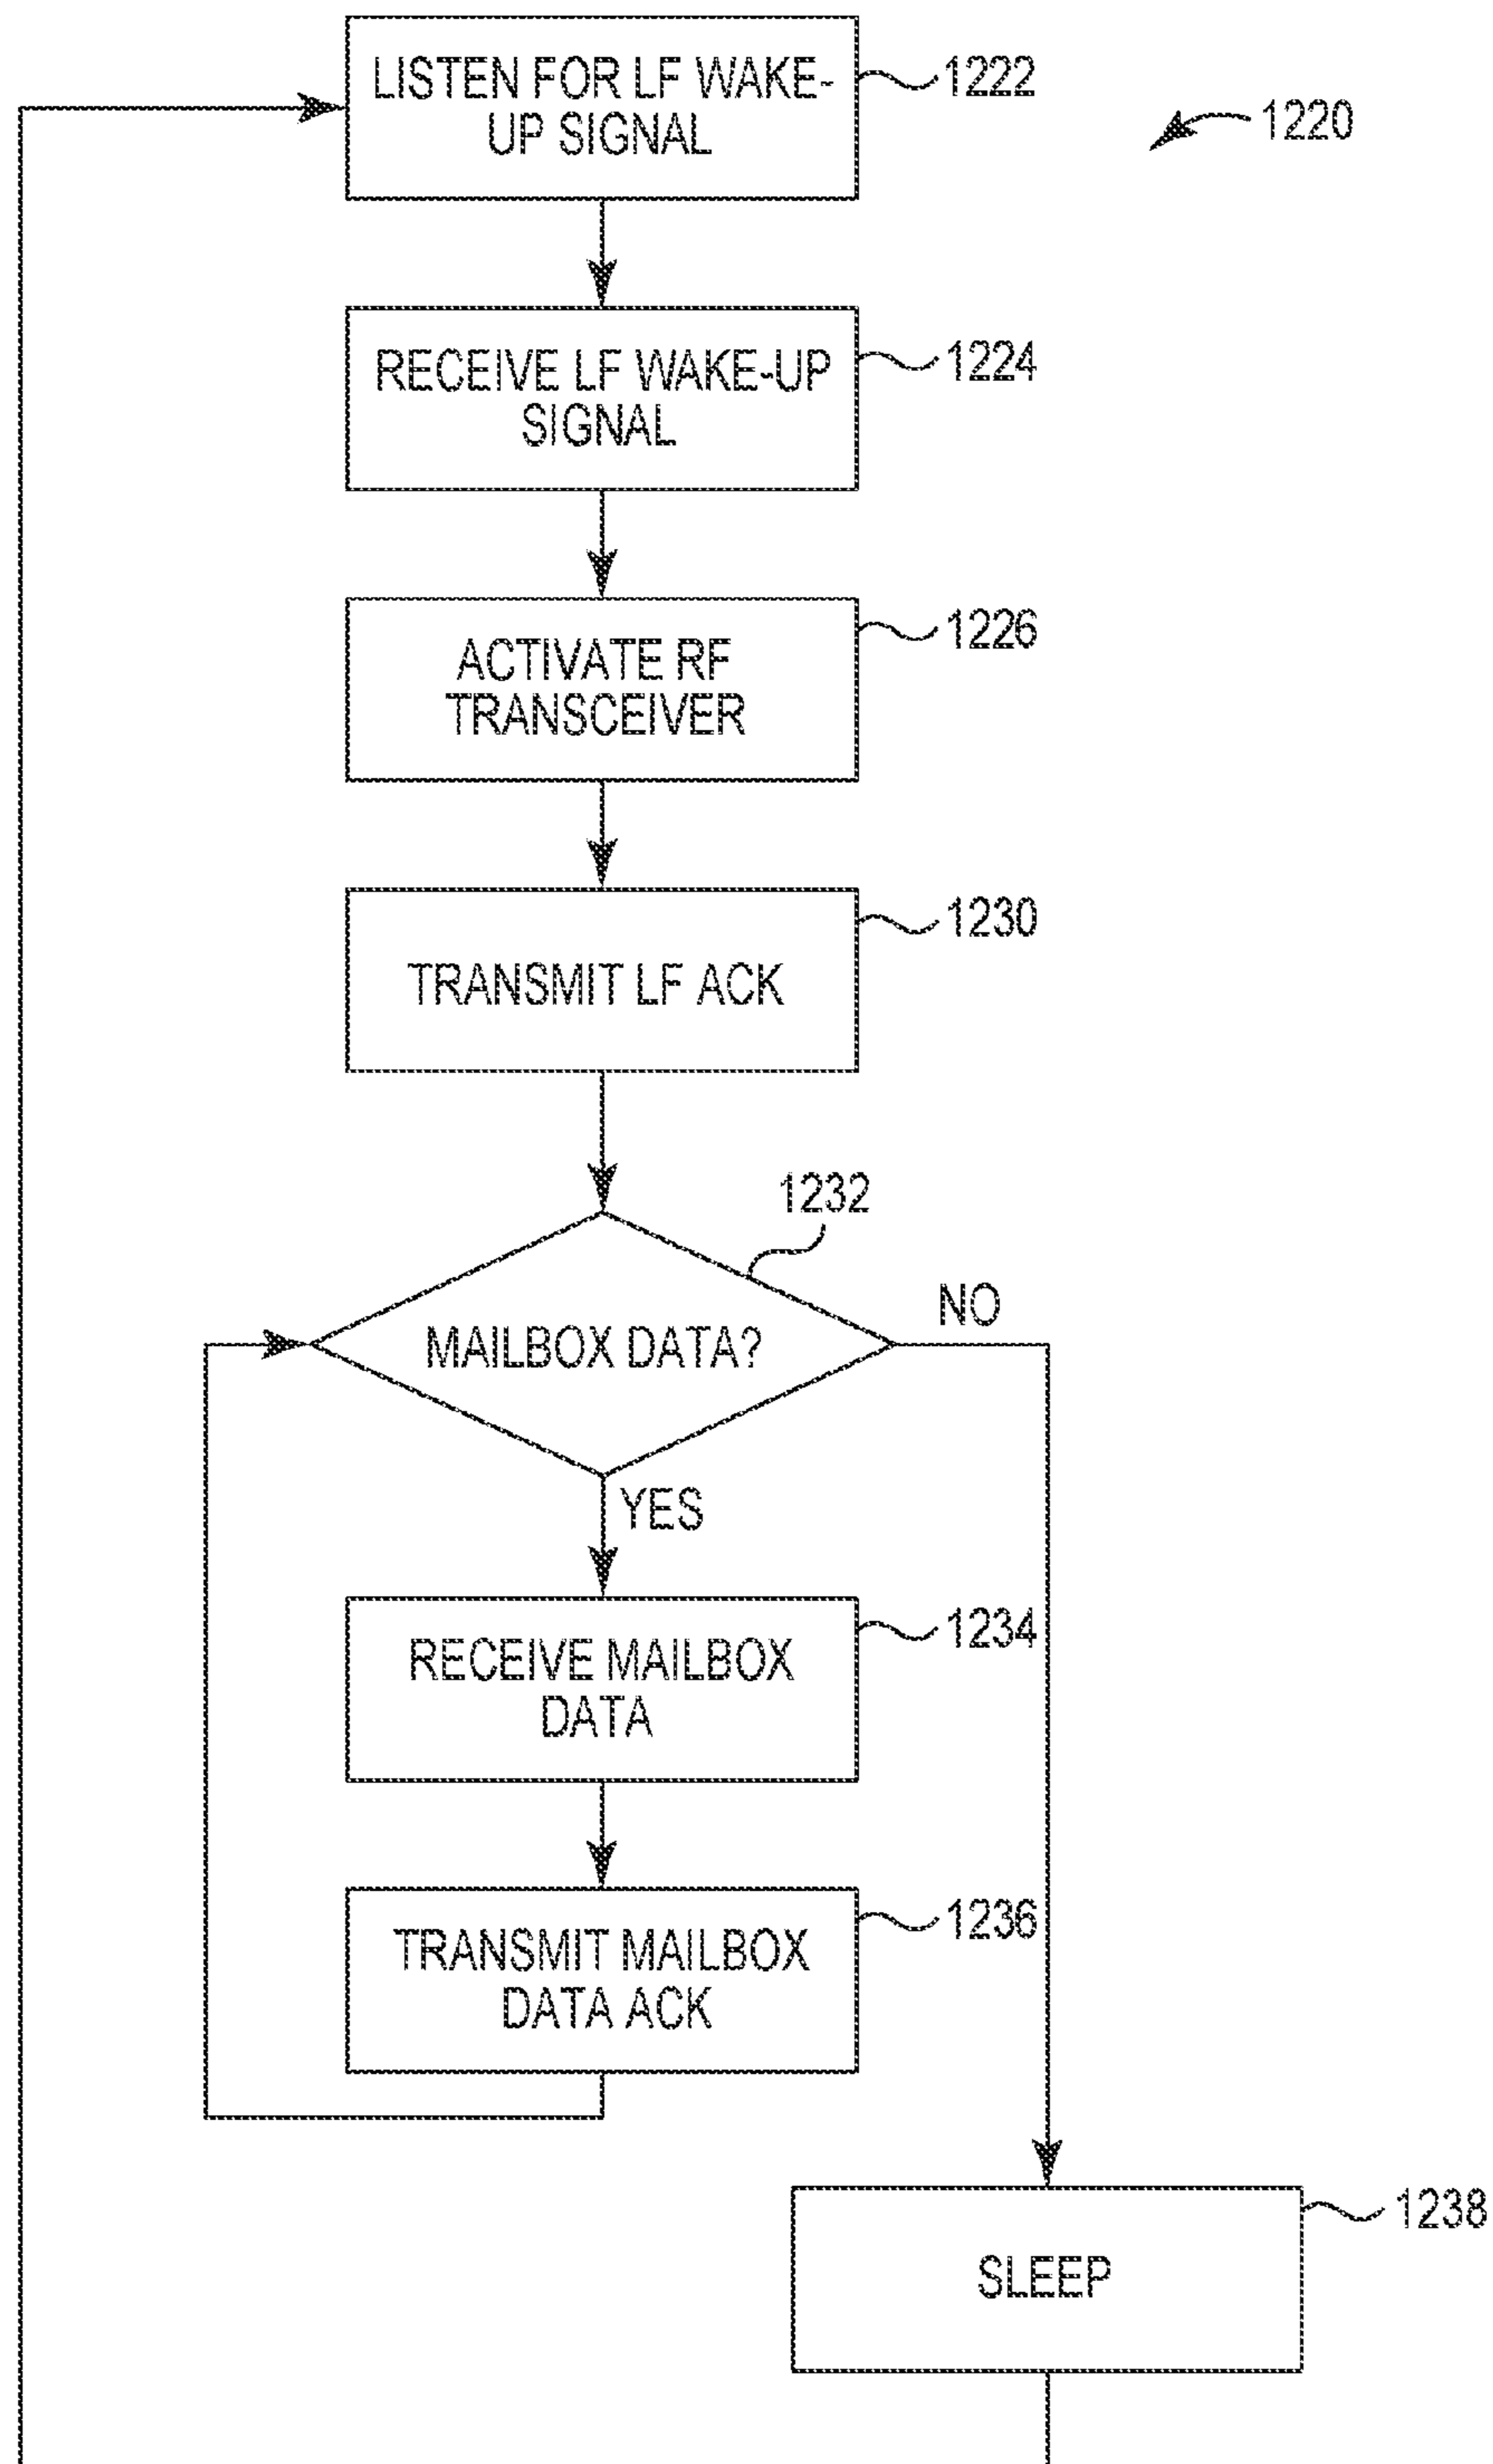 LISTEN FOR LF WAKE-
UP SIGNAL
1222
1220
RECEIVE LF WAKE-UP
SIGNAL
1224
ACTIVATE RF
TRANSCEIVER
1226
TRANSMIT LF ACK
1230
1232
MAILBOX DATA?
NO
YES
RECEIVE MAILBOX
DATA
1234
TRANSMIT MAILBOX
DATA ACK
1236
SLEEP
1238